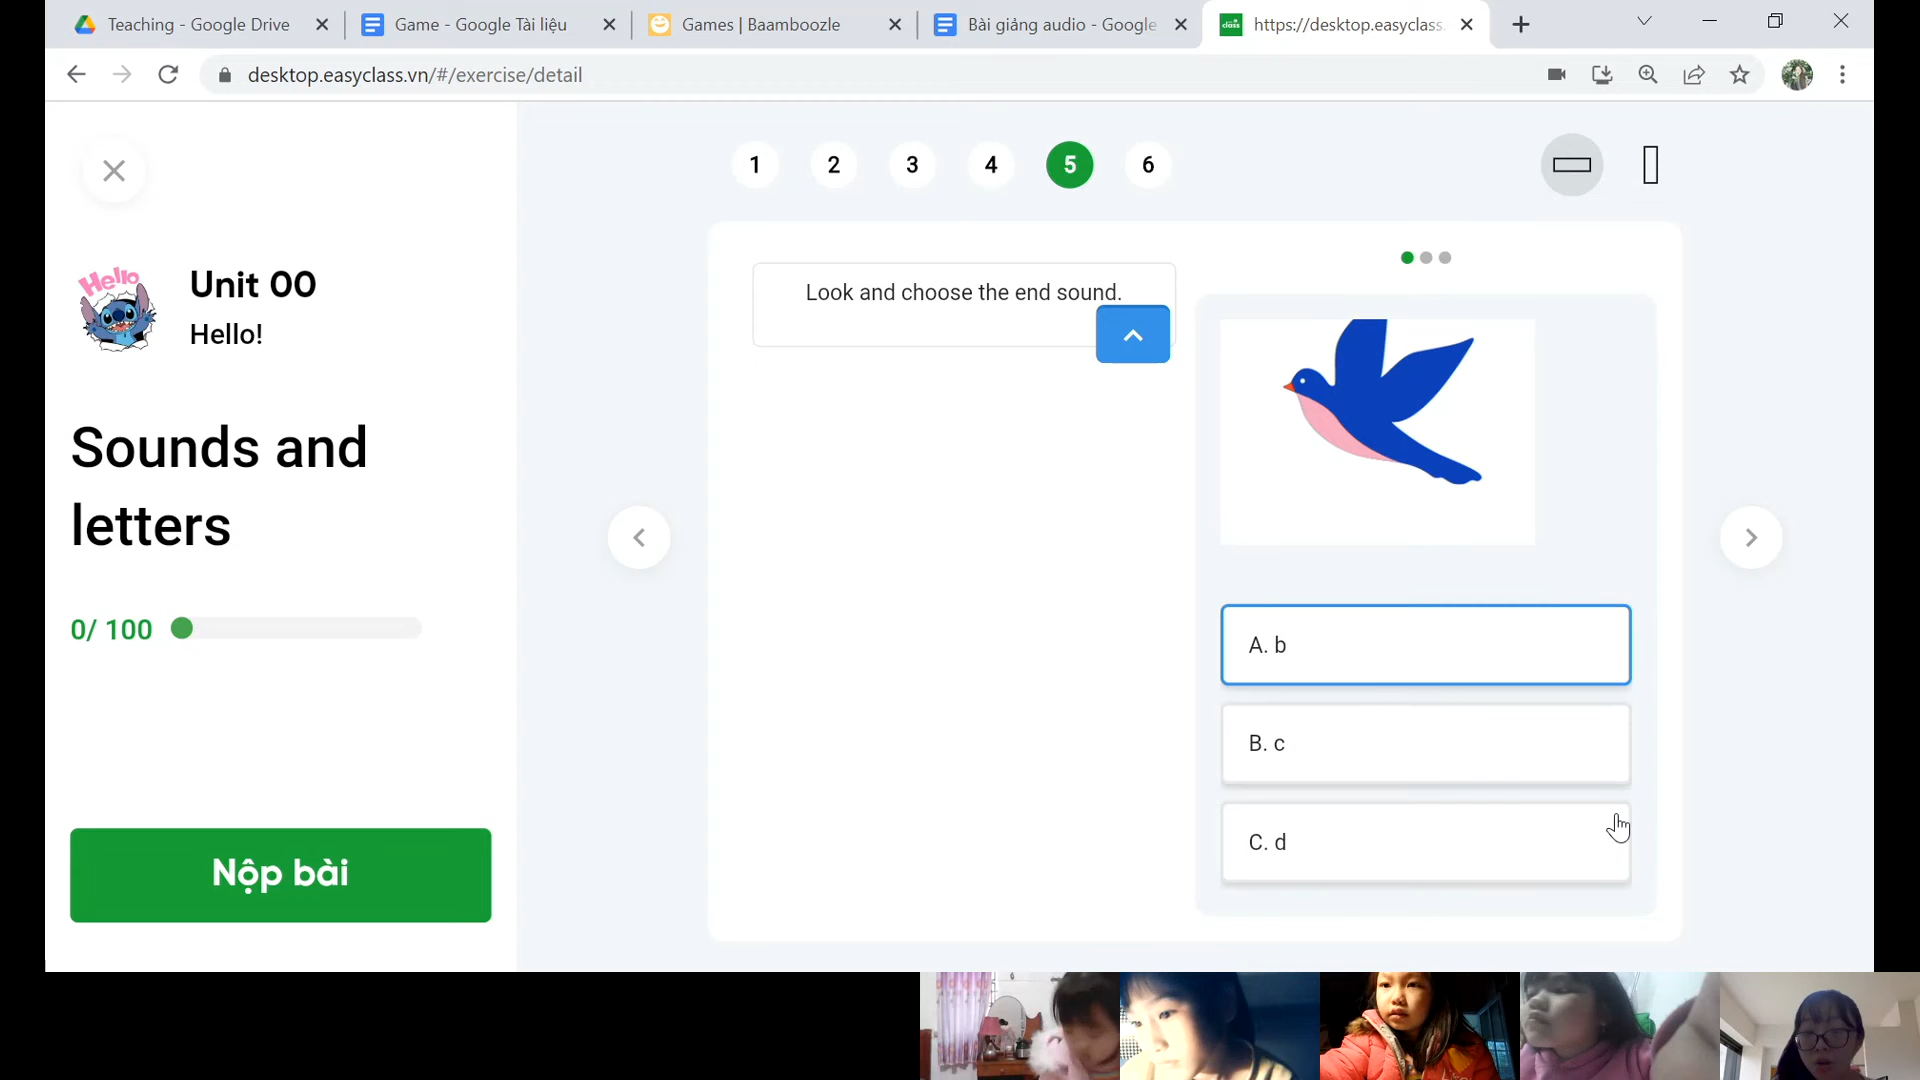 Teaching - Google Drive
Game - Google Tài liệu
Games | Baamboozle
Bài giảng audio - Google
https://desktop.easyclass.
desktop.easyclass.vn/#/exercise/detail
1
2
3
4
5
6
Hello
Unit 00
Hello!
Sounds and
letters
0/ 100
Nộp bài
Look and choose the end sound.
A. b
B. c
C. d